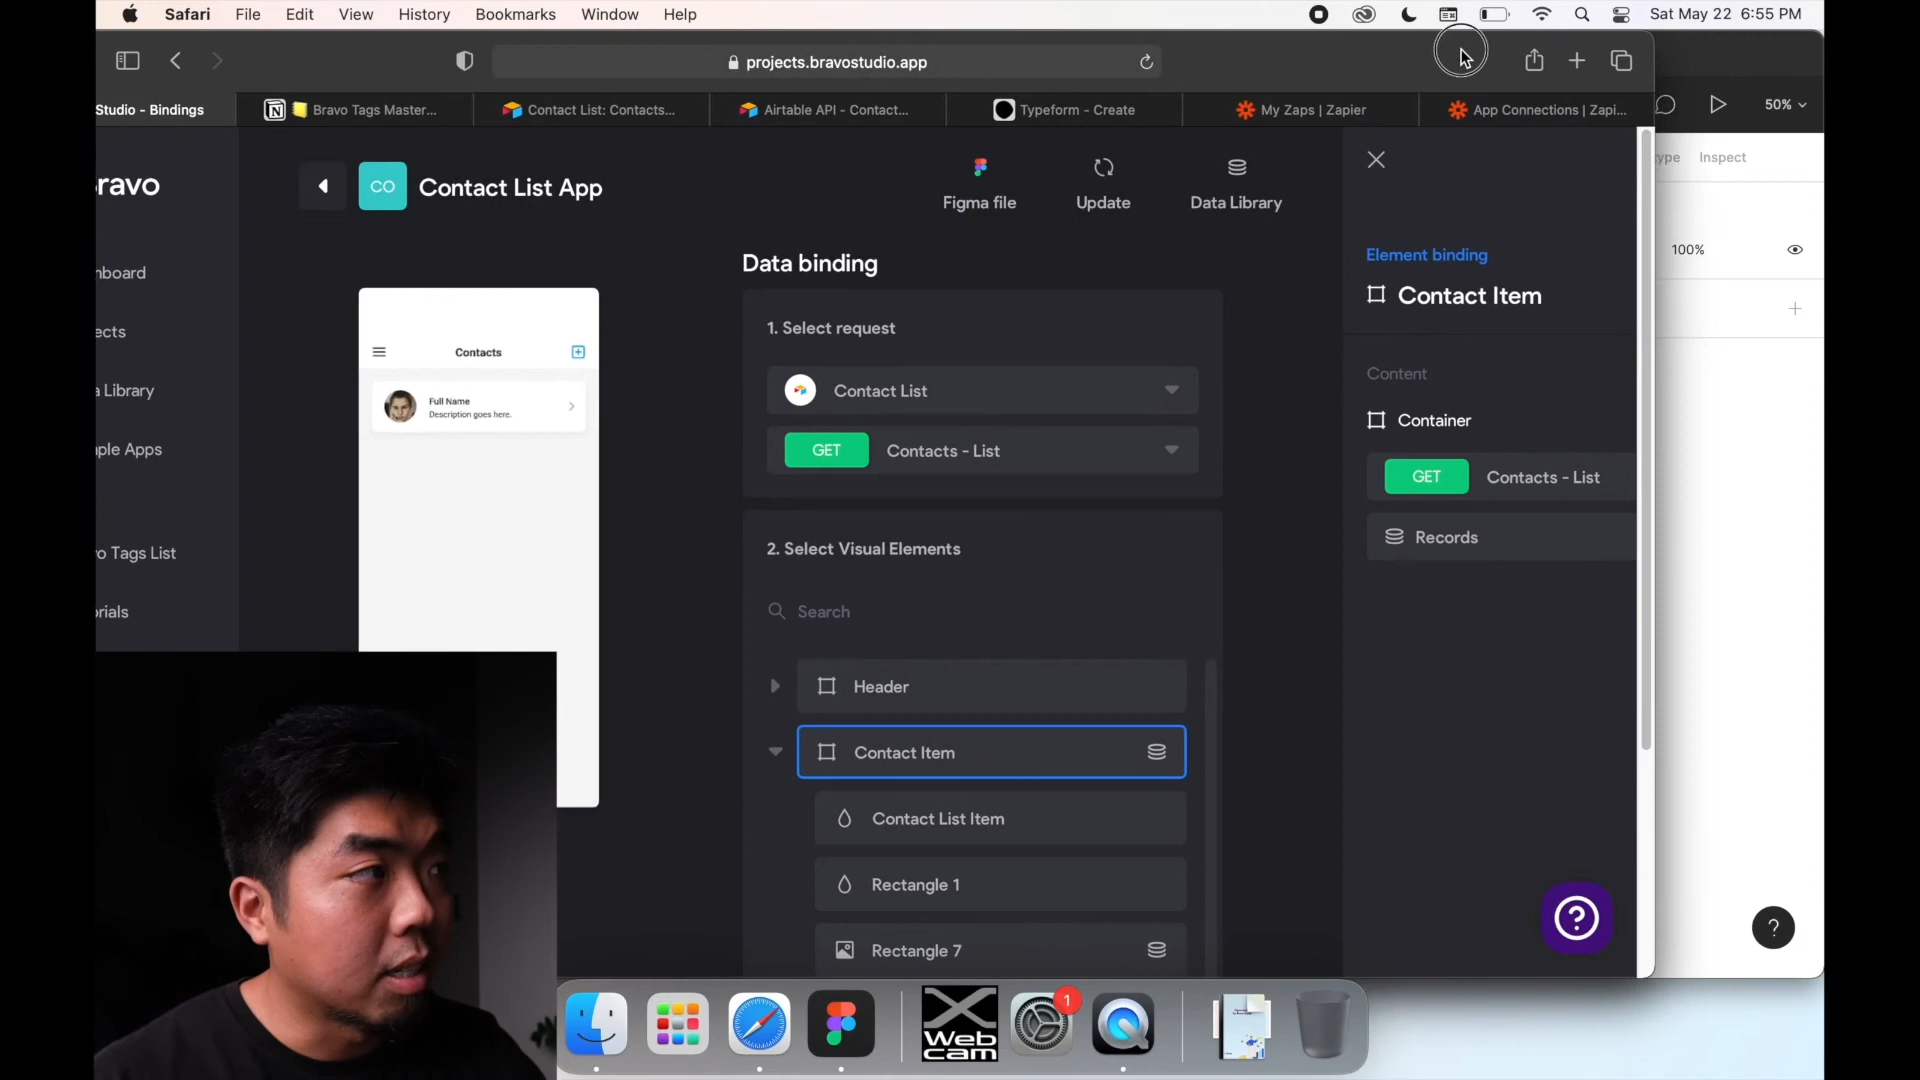 Safari File Edit View History Bookmarks Window Help Sat May 22 6:55 PM
projects.bravostudio.app
Studio - Bindings Bravo Tags Master... Contact List: Contacts... Airtable API - Contact... Typeform - Create My Zaps | Zapier App Connections | Zapi... 50%
ype Inspect
ravo CO Contact List App Figma file Update Data Library
100%
Element binding
Contact Item
Data binding
nboard
1. Select request
ects
Contacts
Contact List
Content
a Library
Full Name
Description goes here.
Container
ple Apps
GET Contacts - List
GET Contacts - List
Records
2. Select Visual Elements
o Tags List
Search
rials
Header
Contact Item
Contact List Item
Rectangle 1
Rectangle 7
?
?
1
X
Web
cam